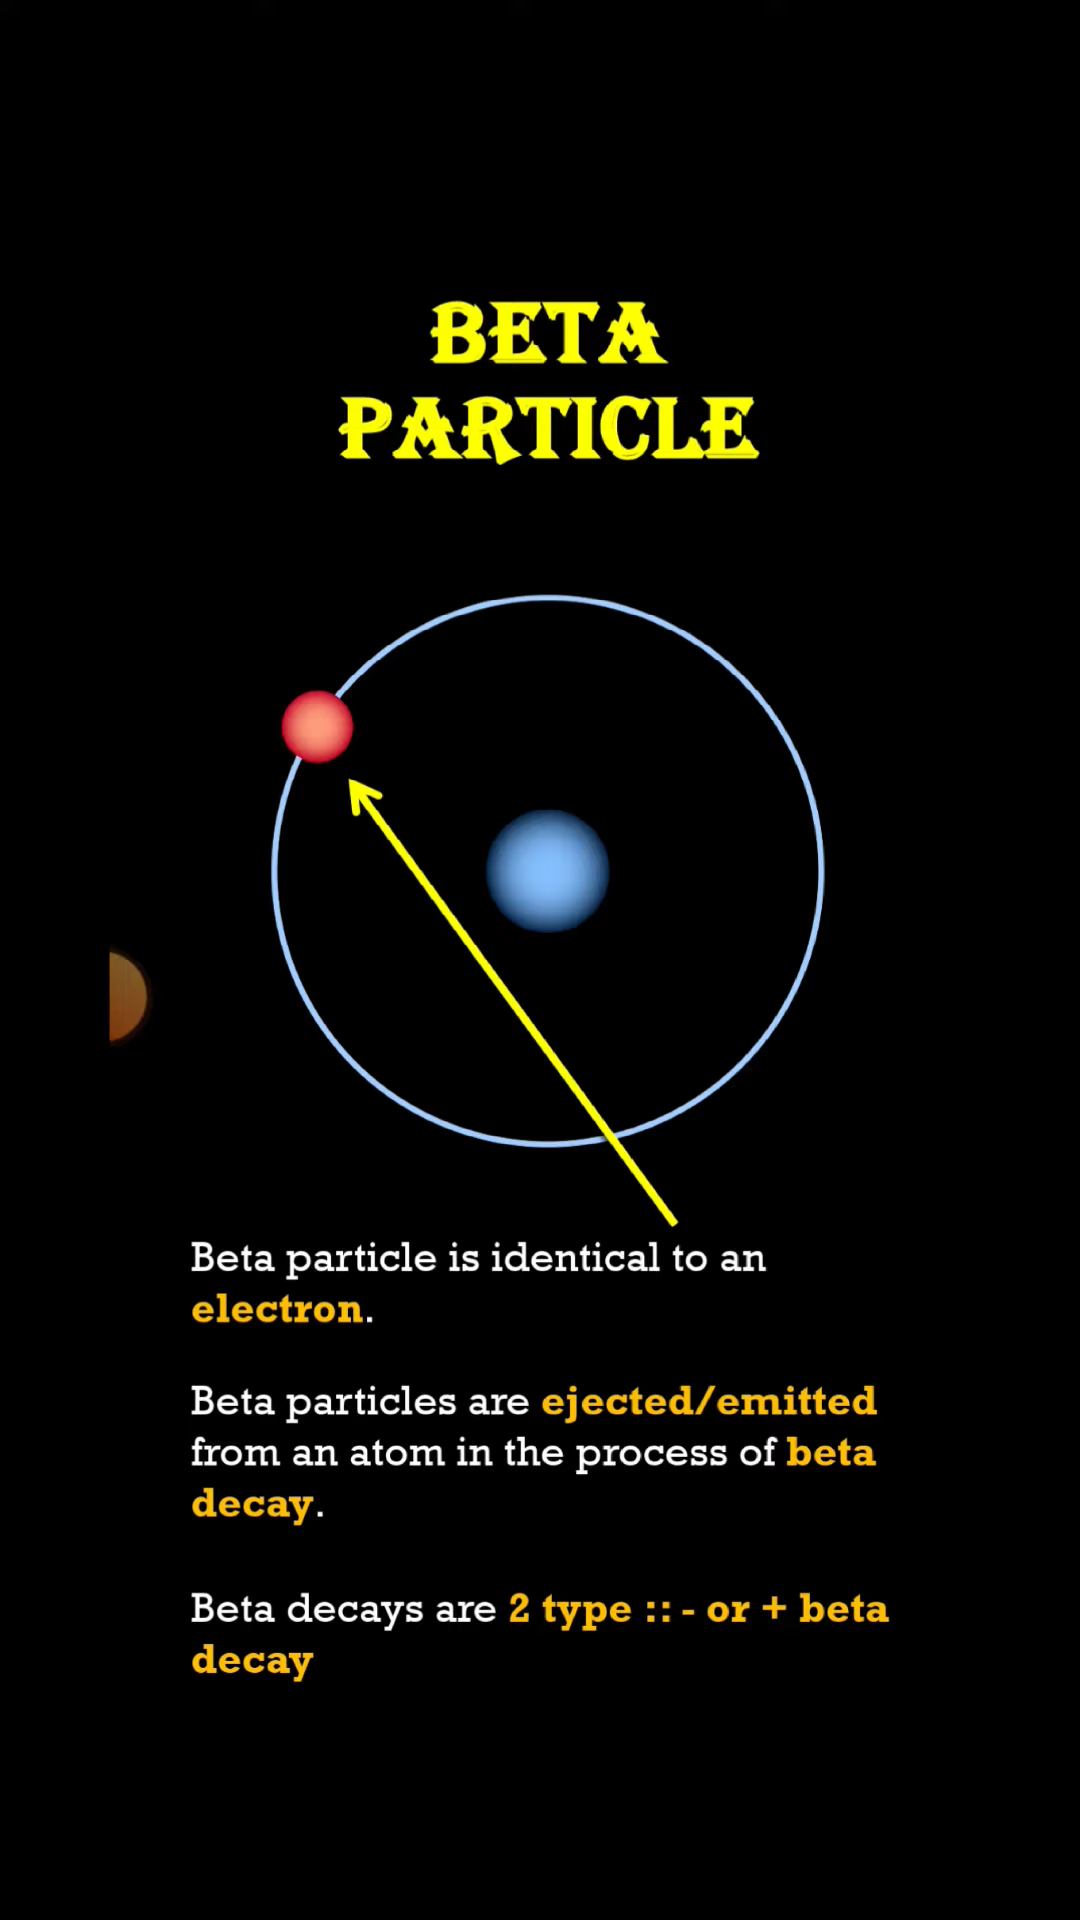 BETA
PARTICLE
Beta particle is identical to an
electron.
Beta particles are ejected/emitted
from an atom in the process of beta
decay.
Beta decays are 2 type :: - or + beta
decay